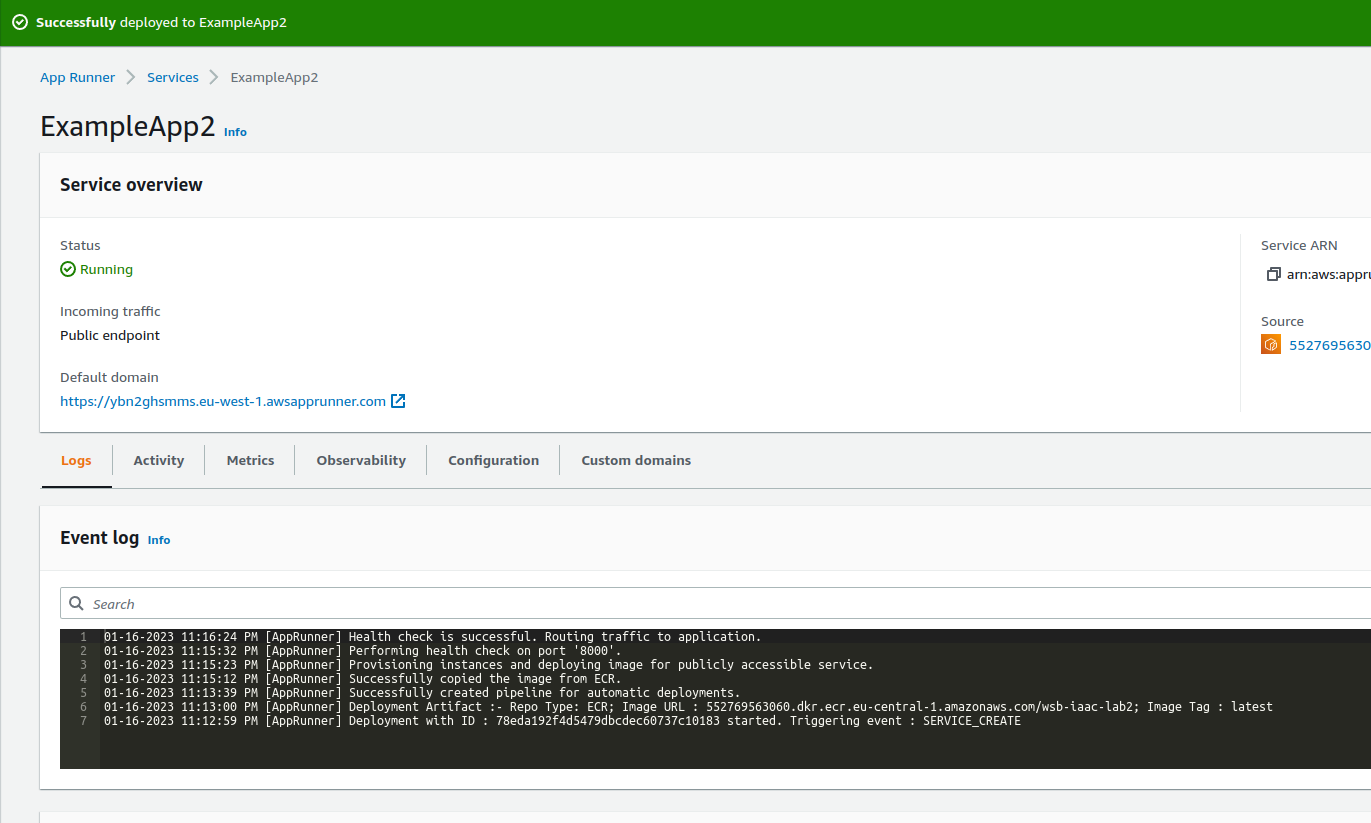 Successfully deployed to ExampleApp2
App Runner
Services
ExampleApp2
ExampleApp2 Info
Service overview
Status
Running
Incoming traffic
Public endpoint
Default domain
https://ybn2ghsmms.eu-west-1.awsapprunner.com
Service ARN
arn:aws:appru
Source
5527695630
Logs
Activity
Metrics
Observability
Configuration
Custom domains
Event log Info
Search
1 01-16-2023 11:16:24 PM [AppRunner] Health check is successful. Routing traffic to application.
2 01-16-2023 11:15:32 PM [AppRunner] Performing health check on port '8000'.
3 01-16-2023 11:15:23 PM [AppRunner] Provisioning instances and deploying image for publicly accessible service.
4 01-16-2023 11:15:12 PM [AppRunner] Successfully copied the image from ECR.
5 01-16-2023 11:13:39 PM [AppRunner] Successfully created pipeline for automatic deployments.
6 01-16-2023 11:13:00 PM [AppRunner] Deployment Artifact :- Repo Type: ECR; Image URL : 552769563060.dkr.ecr.eu-central-1.amazonaws.com/wsb-iaac-lab2; Image Tag : latest
7 01-16-2023 11:12:59 PM [AppRunner] Deployment with ID : 78eda192f4d5479dbcdec60737c10183 started. Triggering event : SERVICE_CREATE